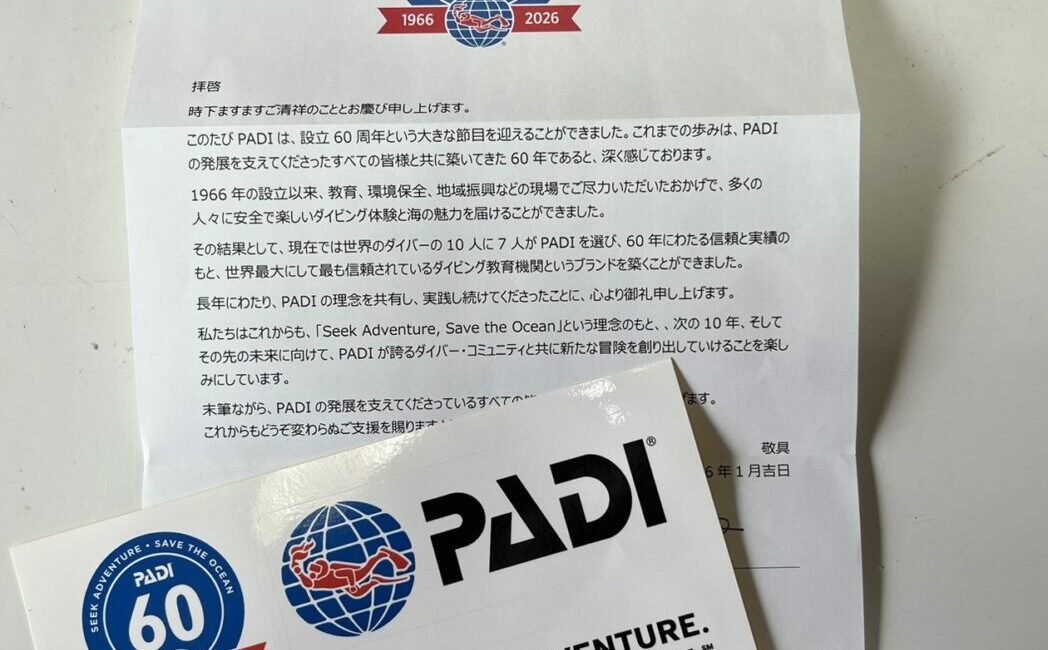 1966 2026
拝啓
時下ますますご清祥のこととお慶び申し上げます。
このたび PADI は、設立 60 周年という大きな節目を迎えることができました。これまでの歩みは、PADI
の発展を支えてくださったすべての皆様と共に築いてきた 60 年であると、深く感じております。
1966 年の設立以来、教育、環境保全、地域振興などの現場でご尽力いただいたおかげで、多くの
人々に安全で楽しいダイビング体験と海の魅力を届けることができました。
その結果として、現在では世界のダイバーの 10 人に 7 人が PADI を選び、60 年にわたる信頼と実績の
もと、世界最大にして最も信頼されているダイビング教育機関というブランドを築くことができました。
長年にわたり、PADI の理念を共有し、実践し続けてくださったことに、心より御礼申し上げます。
私たちはこれからも、「Seek Adventure, Save the Ocean」という理念のもと、、次の 10 年、そして
その先の未来に向けて、PADI が誇るダイバー・コミュニティと共に新たな冒険を創り出していけることを楽し
みにしています。
末筆ながら、PADI の発展を支えてくださっているすべての げます。
これからもどうぞ変わらぬご支援を賜ります
敬具
6 年 1 月吉日
PADI®
SEEK ADVENTURE • SAVE THE OCEAN
PADI
60
VENTURE.
SM